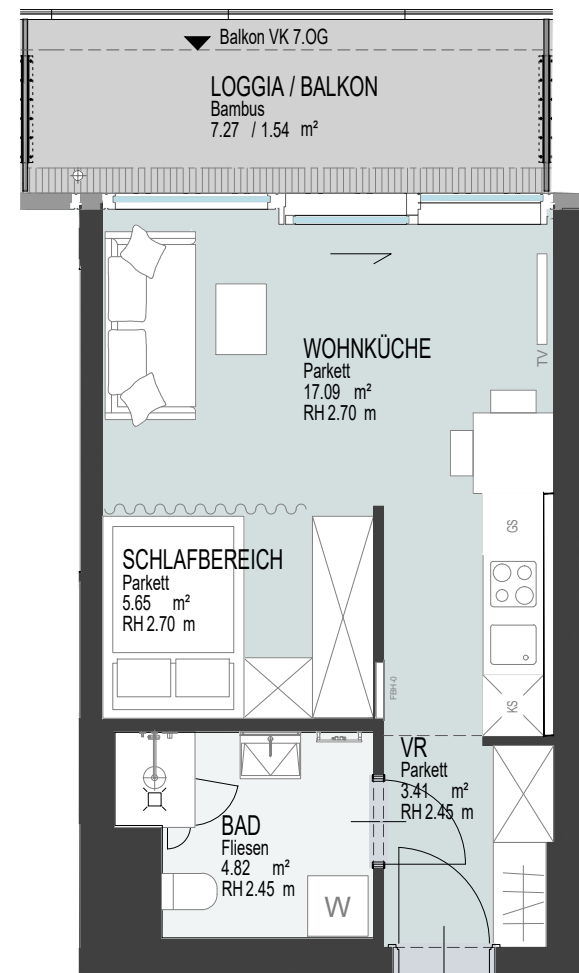 Balkon VK 7.OG
LOGGIA / BALKON
Bambus
7.27 / 1.54 m²
WOHNKÜCHE
Parkett
17.09 m²
RH 2.70 m
TV
GS
SCHLAFBEREICH
Parkett
5.65 m²
RH 2.70 m
FBH-0
KS
VR
Parkett
3.41 m²
RH 2.45 m
BAD
Fliesen
4.82 m²
RH 2.45 m
W